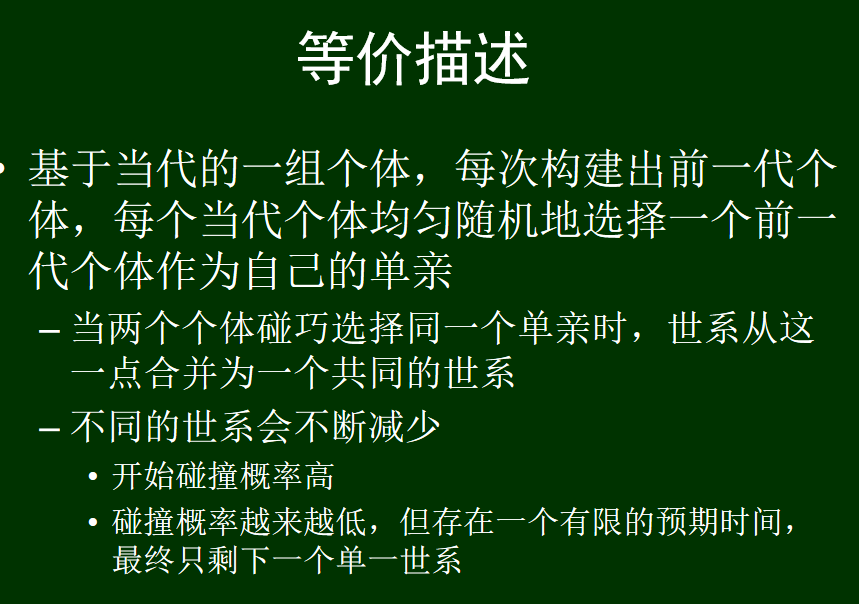 等价描述
• 基于当代的一组个体，每次构建出前一代个
体，每个当代个体均匀随机地选择一个前一
代个体作为自己的单亲
– 当两个个体碰巧选择同一个单亲时，世系从这
一点合并为一个共同的世系
– 不同的世系会不断减少
• 开始碰撞概率高
• 碰撞概率越来越低，但存在一个有限的预期时间，
最终只剩下一个单一世系